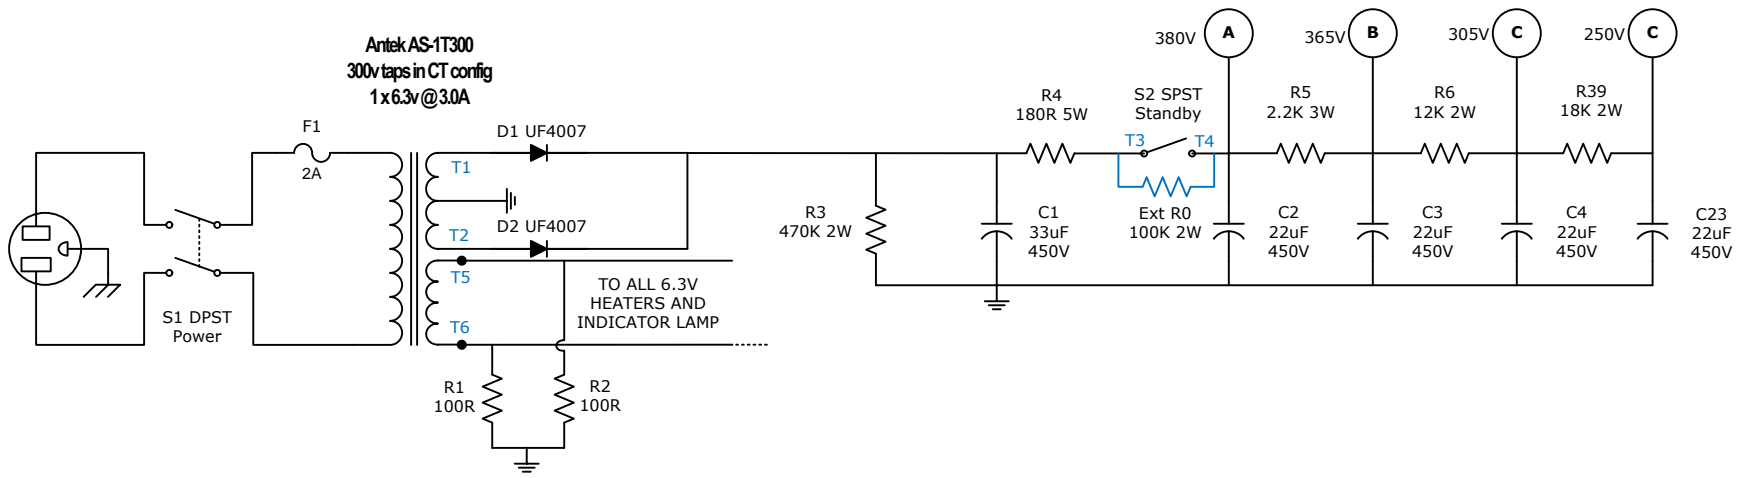 Antek AS-1T300
300v taps in CT config
1 x 6.3v @ 3.0A
F1
2A
S1 DPST
Power
D1 UF4007
T1
T2
D2 UF4007
T5
T6
TO ALL 6.3V
HEATERS AND
INDICATOR LAMP
R1
100R
R2
100R
R3
470K 2W
C1
33uF
450V
R4
180R 5W
S2 SPST
Standby
T3
T4
Ext R0
100K 2W
380V
A
365V
B
305V
C
250V
C
R5
2.2K 3W
R6
12K 2W
R39
18K 2W
C2
22uF
450V
C3
22uF
450V
C4
22uF
450V
C23
22uF
450V